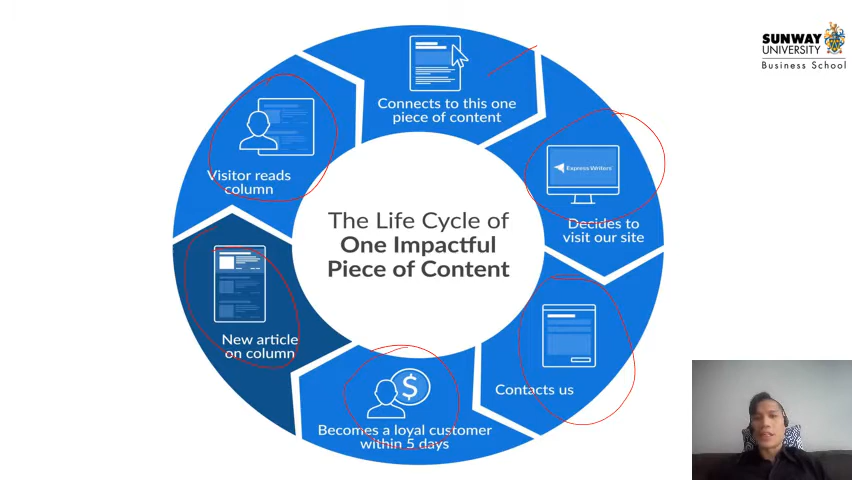 SUNWAY
UNIVERSITY
Business School
Connects to this one
piece of content
Visitor reads
column
Express Writers
Decides to
visit our site
The Life Cycle of
One Impactful
Piece of Content
New article
on column
Contacts us
$
Becomes a loyal customer
within 5 days